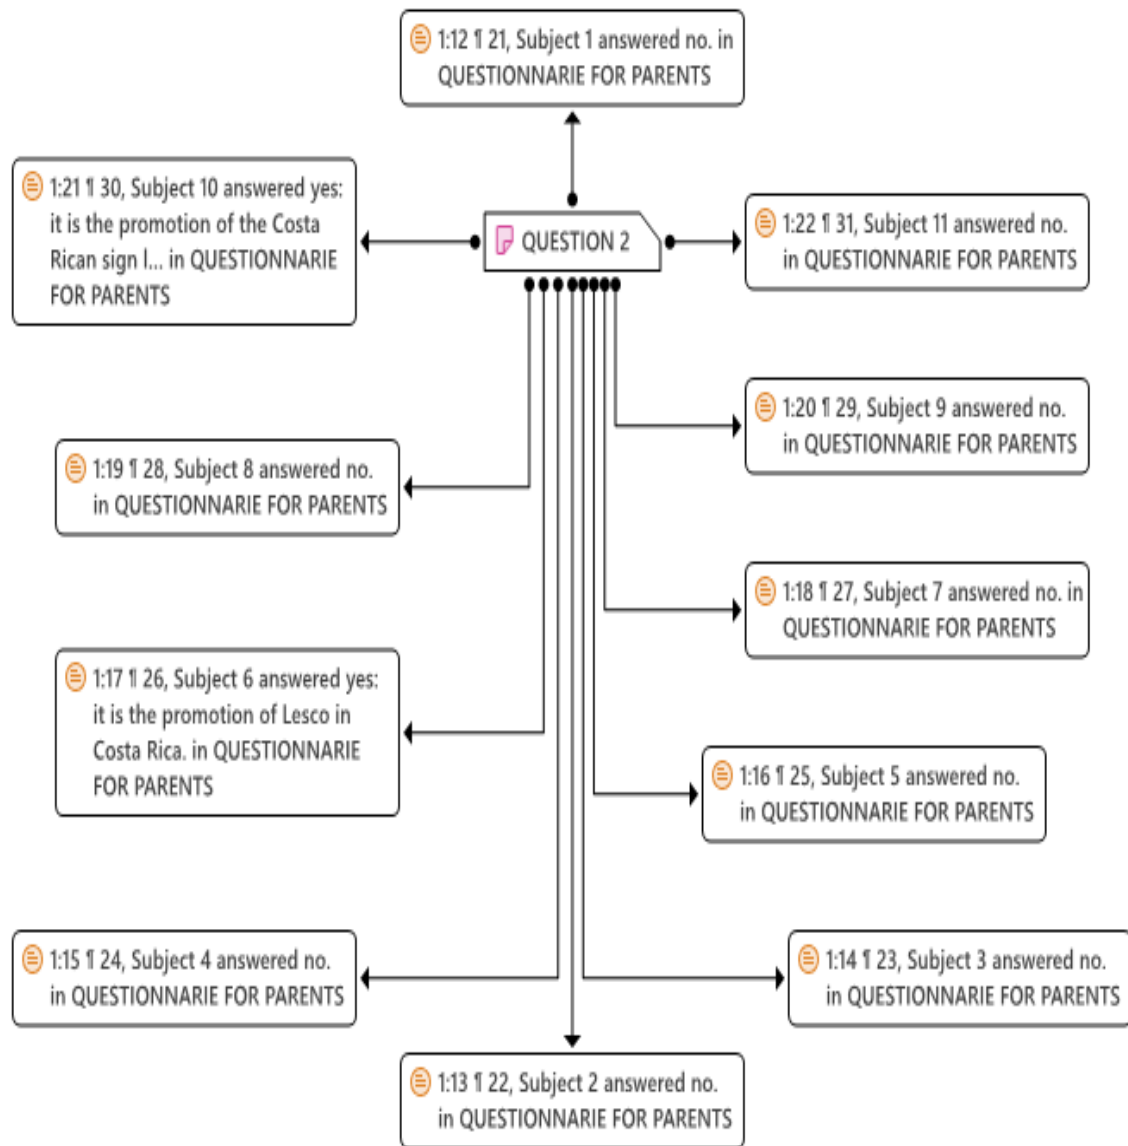 1:12 ¶ 21, Subject 1 answered no. in
QUESTIONNARIE FOR PARENTS
1:21 ¶ 30, Subject 10 answered yes:
it is the promotion of the Costa
Rican sign l... in QUESTIONNARIE
FOR PARENTS
QUESTION 2
1:22 ¶ 31, Subject 11 answered no.
in QUESTIONNARIE FOR PARENTS
1:20 ¶ 29, Subject 9 answered no.
in QUESTIONNARIE FOR PARENTS
1:19 ¶ 28, Subject 8 answered no.
in QUESTIONNARIE FOR PARENTS
1:18 ¶ 27, Subject 7 answered no. in
QUESTIONNARIE FOR PARENTS
1:17 ¶ 26, Subject 6 answered yes:
it is the promotion of Lesco in
Costa Rica. in QUESTIONNARIE
FOR PARENTS
1:16 ¶ 25, Subject 5 answered no.
in QUESTIONNARIE FOR PARENTS
1:15 ¶ 24, Subject 4 answered no.
in QUESTIONNARIE FOR PARENTS
1:14 ¶ 23, Subject 3 answered no.
in QUESTIONNARIE FOR PARENTS
1:13 ¶ 22, Subject 2 answered no.
in QUESTIONNARIE FOR PARENTS